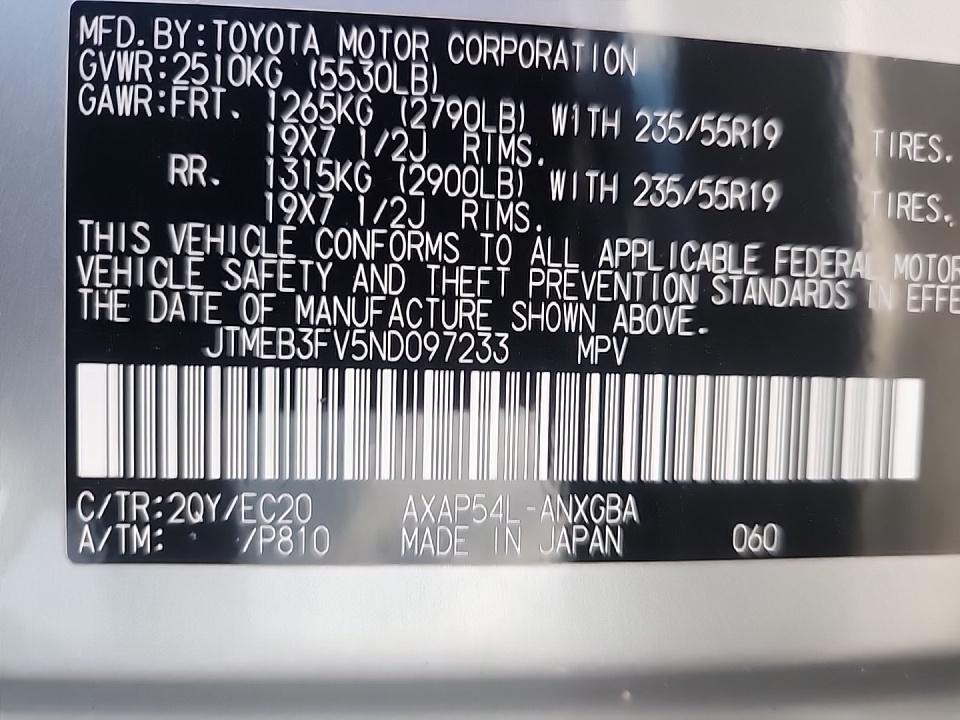 MFD.BY:TOYOTA MOTOR CORPORATION
GVWR:2510KG (5530LB)
GAWR:FRT. 1265KG (2790LB) WITH 235/55R19 TIRES.
19X7 1/2J RIMS.
RR. 1315KG (2900LB) WITH 235/55R19 TIRES.
19X7 1/2J RIMS.
THIS VEHICLE CONFORMS TO ALL APPLICABLE FEDERAL MOTOR
VEHICLE SAFETY AND THEFT PREVENTION STANDARDS IN EFFE
THE DATE OF MANUFACTURE SHOWN ABOVE.
JTMEB3FV5ND097233 MPV
C/TR:2QY/EC20 AXAP54L-ANXGBA
A/TM: /P810 MADE IN JAPAN 060